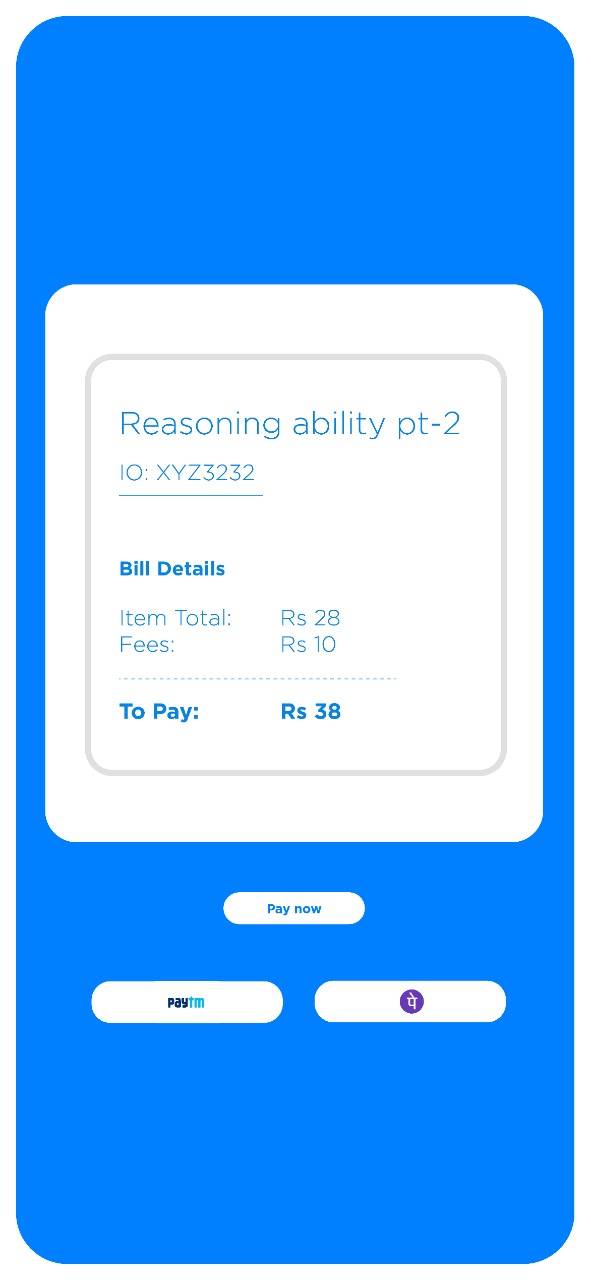 Reasoning ability pt-2
IO: XYZ3232
Bill Details
Item Total: Rs 28
Fees: Rs 10
To Pay: Rs 38
Pay now
paytm पे